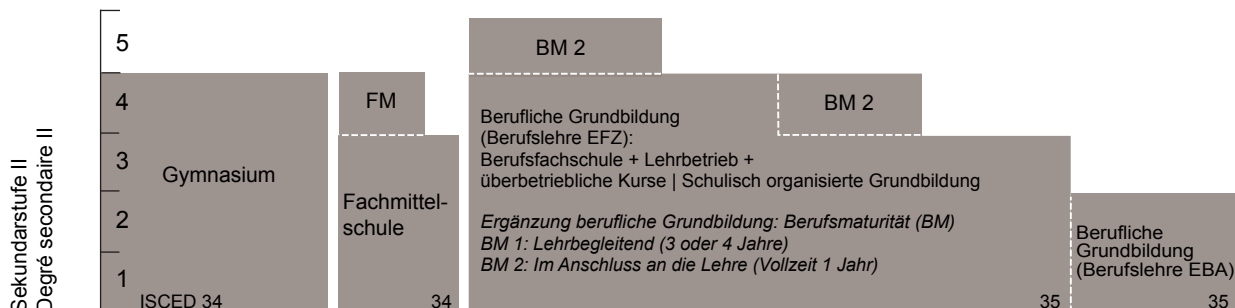 Sekundarstufe II
Degré secondaire II
5
4
3
2
1
Gymnasium
ISCED 34
FM
Fachmittel-
schule
34
BM 2
BM 2
Berufliche Grundbildung
(Berufslehre EFZ):
Berufsfachschule + Lehrbetrieb +
überbetriebliche Kurse | Schulisch organisierte Grundbildung
Ergänzung berufliche Grundbildung: Berufsmaturität (BM)
BM 1: Lehrbegleitend (3 oder 4 Jahre)
BM 2: Im Anschluss an die Lehre (Vollzeit 1 Jahr)
35
Berufliche
Grundbildung
(Berufslehre EBA)
35